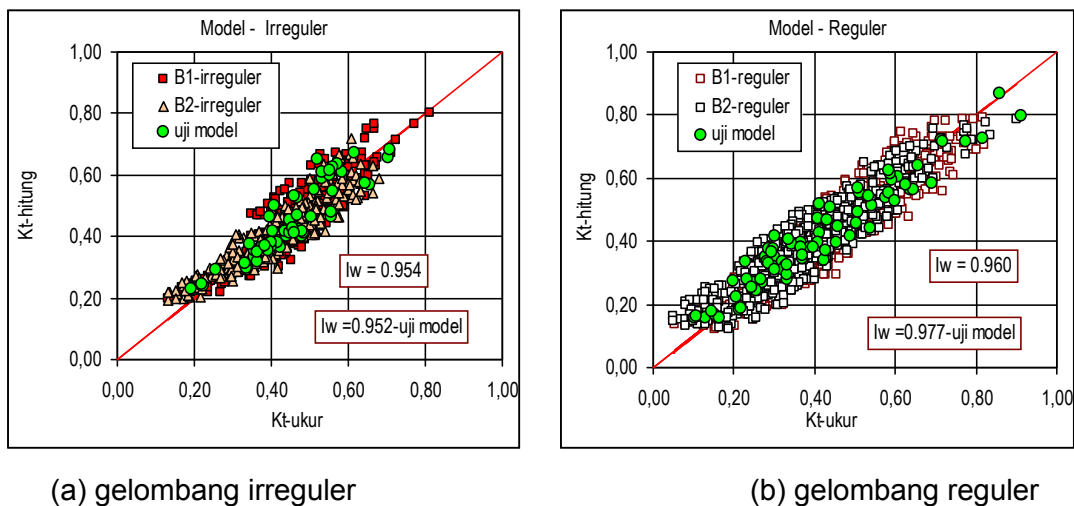 Model - Irreguler
1,00
0,80
0,60
0,40
0,20
0,00
Kt-hitung
B1-irreguler
B2-irreguler
uji model
Iw = 0.954
Iw =0.952-uji model
0,00 0,20 0,40 0,60 0,80 1,00
Kt-ukur
(a) gelombang irreguler
Model - Reguler
1,00
0,80
0,60
0,40
0,20
0,00
Kt-hitung
B1-reguler
B2-reguler
uji model
Iw = 0.960
Iw =0.977-uji model
0,00 0,20 0,40 0,60 0,80 1,00
Kt-ukur
(b) gelombang reguler